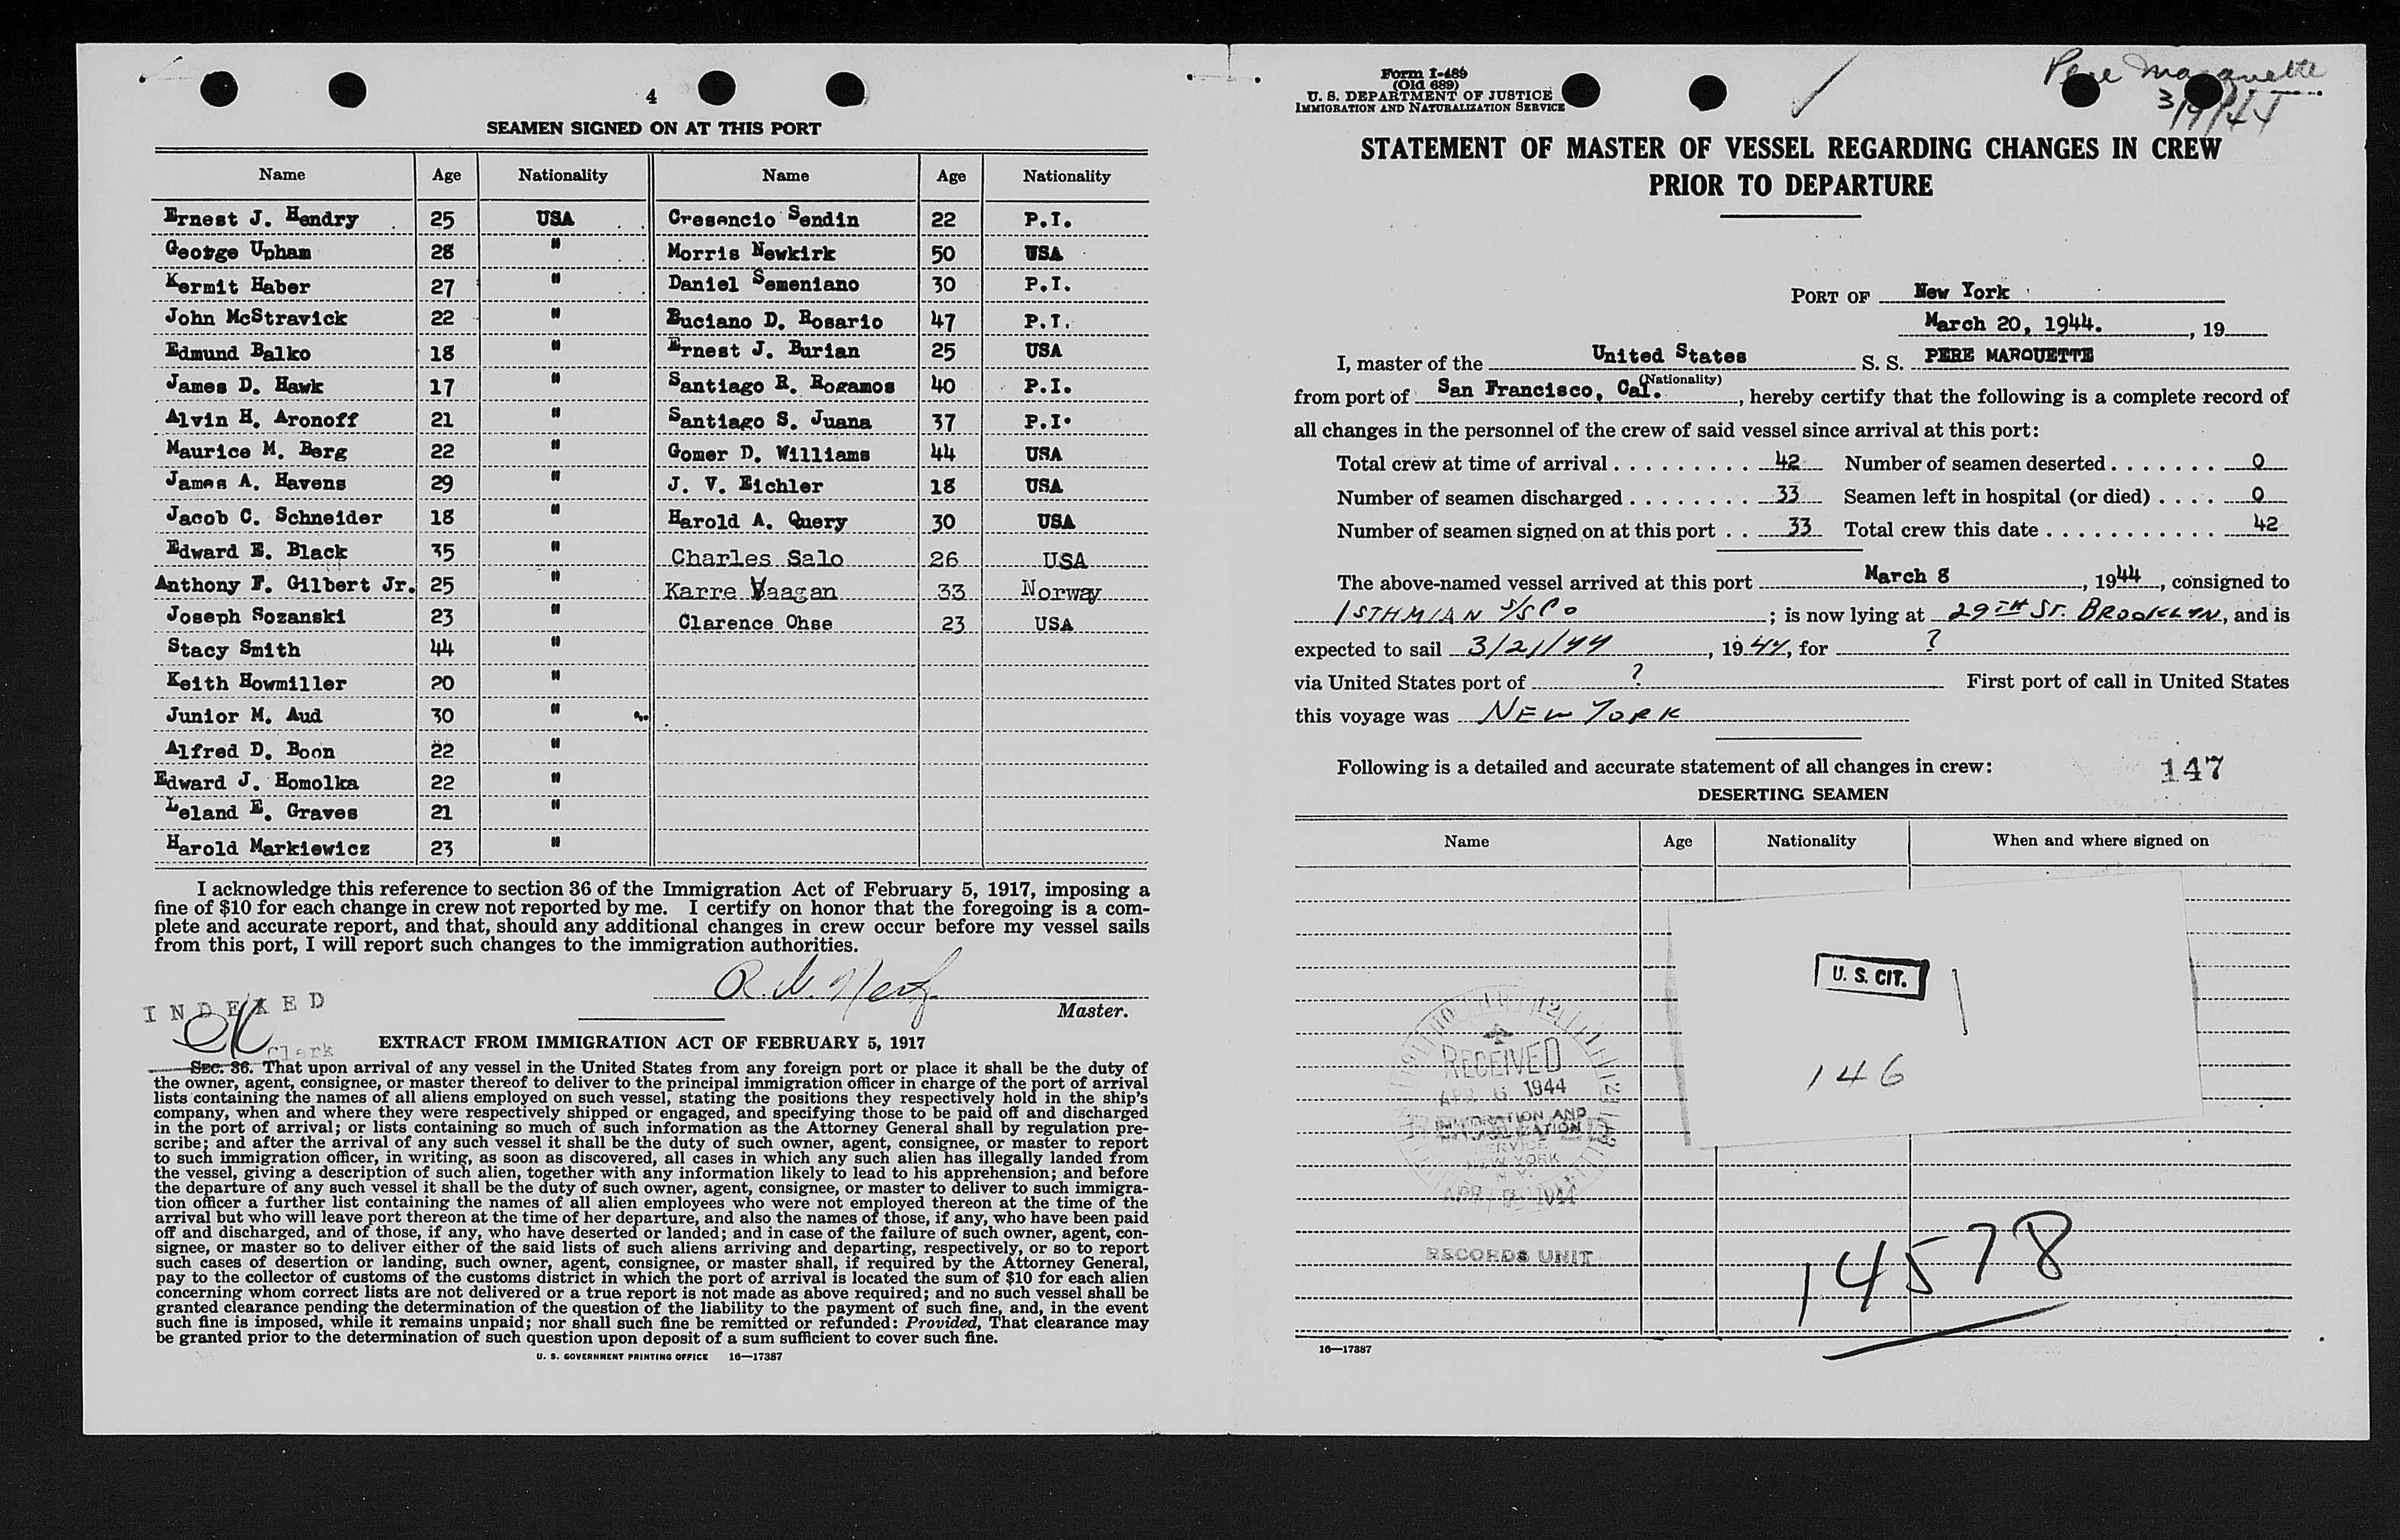 4
SEAMEN SIGNED ON AT THIS PORT
Name Age Nationality Name Age Nationality
Ernest J. Hendry 25 USA Cresencio Sendin 22 P.I.
George Upham 28 " Morris Newkirk 50 USA
Kermit Haber 27 " Daniel Semeniano 30 P.I.
John McStravick 22 " Buciano D. Rosario 47 P.I.
Edmund Balko 18 " Ernest J. Burian 25 USA
James D. Hawk 17 " Santiago R. Rogamos 40 P.I.
Alvin H. Aronoff 21 " Santiago S. Juana 37 P.I.
Maurice M. Berg 22 " Gomer D. Williams 44 USA
James A. Havens 29 " J. V. Eichler 18 USA
Jacob C. Schneider 18 " Harold A. Query 30 USA
Edward E. Black 35 " Charles Salo 26 USA
Anthony F. Gilbert Jr. 25 " Karre Vaagan 33 Norway
Joseph Sozanski 23 " Clarence Ohse 23 USA
Stacy Smith 44 "
Keith Howmiller 20 "
Junior M. Aud 30 "
Alfred D. Boon 22 "
Edward J. Homolka 22 "
Leland E. Graves 21 "
Harold Markiewicz 23 "
I acknowledge this reference to section 36 of the Immigration Act of February 5, 1917, imposing a
fine of $10 for each change in crew not reported by me. I certify on honor that the foregoing is a com-
plete and accurate report, and that, should any additional changes in crew occur before my vessel sails
from this port, I will report such changes to the immigration authorities.
Master.
INDEXED
Clerk
EXTRACT FROM IMMIGRATION ACT OF FEBRUARY 5, 1917
SEC. 36. That upon arrival of any vessel in the United States from any foreign port or place it shall be the duty of
the owner, agent, consignee, or master thereof to deliver to the principal immigration officer in charge of the port of arrival
lists containing the names of all aliens employed on such vessel, stating the positions they respectively hold in the ship's
company, when and where they were respectively shipped or engaged, and specifying those to be paid off and discharged
in the port of arrival; or lists containing so much of such information as the Attorney General shall by regulation pre-
scribe; and after the arrival of any such vessel it shall be the duty of such owner, agent, consignee, or master to report
to such immigration officer, in writing, as soon as discovered, all cases in which any such alien has illegally landed from
the vessel, giving a description of such alien, together with any information likely to lead to his apprehension; and before
the departure of any such vessel it shall be the duty of such owner, agent, consignee, or master to deliver to such immigra-
tion officer a further list containing the names of all alien employees who were not employed thereon at the time of the
arrival but who will leave port thereon at the time of her departure, and also the names of those, if any, who have been paid
off and discharged, and of those, if any, who have deserted or landed; and in case of the failure of such owner, agent, con-
signee, or master so to deliver either of the said lists of such aliens arriving and departing, respectively, or so to report
such cases of desertion or landing, such owner, agent, consignee, or master shall, if required by the Attorney General,
pay to the collector of customs of the customs district in which the port of arrival is located the sum of $10 for each alien
concerning whom correct lists are not delivered or a true report is not made as above required; and no such vessel shall be
granted clearance pending the determination of the question of the liability to the payment of such fine, and, in the event
such fine is imposed, while it remains unpaid; nor shall such fine be remitted or refunded: Provided, That clearance may
be granted prior to the determination of such question upon deposit of a sum sufficient to cover such fine.
U. S. GOVERNMENT PRINTING OFFICE 16—17387
Form I-489
(Old 689)
U. S. DEPARTMENT OF JUSTICE
IMMIGRATION AND NATURALIZATION SERVICE
Pere Marquette
3/9/44
STATEMENT OF MASTER OF VESSEL REGARDING CHANGES IN CREW
PRIOR TO DEPARTURE
PORT OF New York
March 20, 1944. , 19
I, master of the United States S. S. PERE MARQUETTE
(Nationality)
from port of San Francisco, Cal. , hereby certify that the following is a complete record of
all changes in the personnel of the crew of said vessel since arrival at this port:
Total crew at time of arrival . . . . . . . . . 42 Number of seamen deserted . . . . . . . 0
Number of seamen discharged . . . . . . . . 33 Seamen left in hospital (or died) . . . . 0
Number of seamen signed on at this port . . 33 Total crew this date . . . . . . . . . . . . 42
The above-named vessel arrived at this port March 8 , 1944, consigned to
ISTHMIAN S/S Co ; is now lying at 29TH ST. BROOKLYN, and is
expected to sail 3/21/44 , 1944, for ?
via United States port of ? First port of call in United States
this voyage was NEW YORK
Following is a detailed and accurate statement of all changes in crew:
147
DESERTING SEAMEN
Name Age Nationality When and where signed on
U. S. CIT.
146
RECEIVED
APR 6 1944
IMMIGRATION AND
NATURALIZATION
SERVICE
NEW YORK
N. Y.
RECORDS UNIT
14578
16—17387